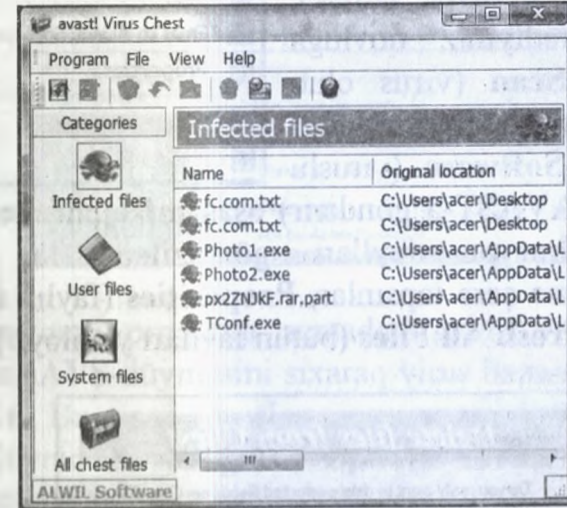 avast! Virus Chest
Program File View Help
Categories
Infected files
User files
System files
All chest files
Infected files
Name Original location
fc.com.txt C:\Users\acer\Desktop
fc.com.txt C:\Users\acer\Desktop
Photo1.exe C:\Users\acer\AppData\L
Photo2.exe C:\Users\acer\AppData\L
px2ZNJkF.rar.part C:\Users\acer\AppData\L
TConf.exe C:\Users\acer\AppData\L
ALWIL Software